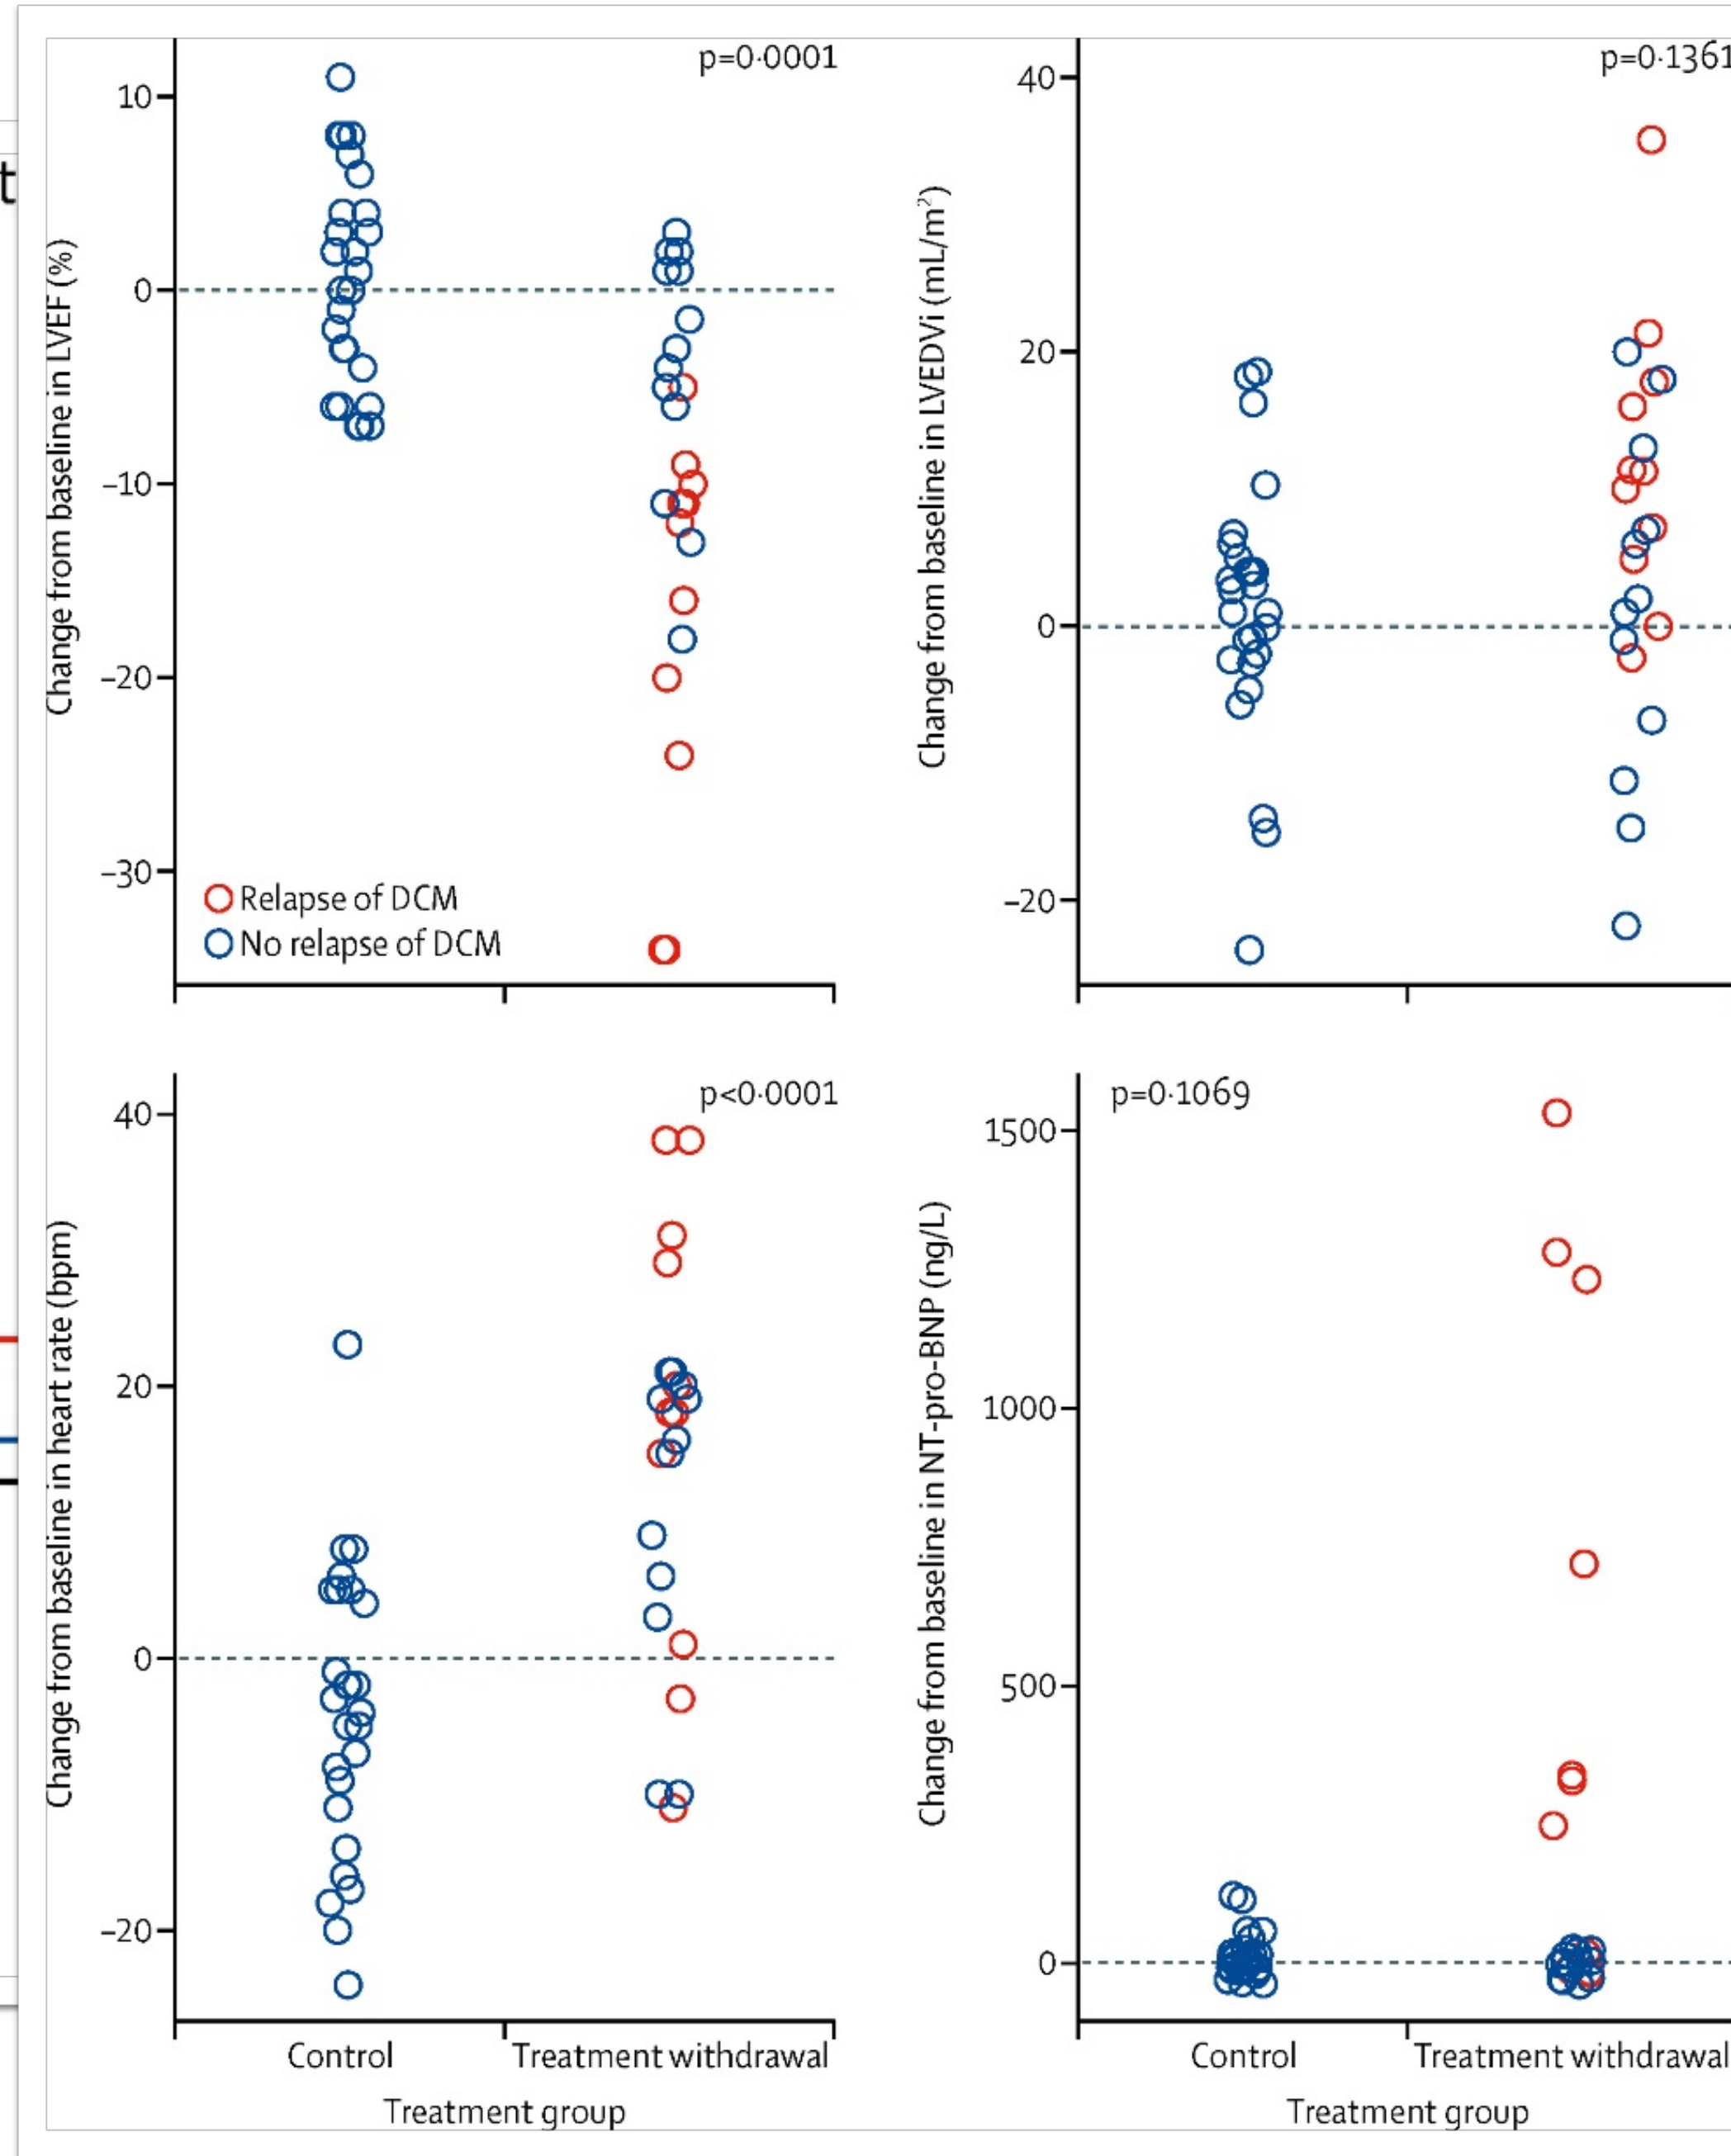 t
p=0·0001
10
0
–10
–20
–30
Change from baseline in LVEF (%)
Relapse of DCM
No relapse of DCM
p=0·1361
40
20
0
–20
Change from baseline in LVEDVi (mL/m²)
p<0·0001
40
20
0
–20
Change from baseline in heart rate (bpm)
Control
Treatment withdrawal
Treatment group
p=0·1069
1500
1000
500
0
Change from baseline in NT-pro-BNP (ng/L)
Control
Treatment withdrawal
Treatment group